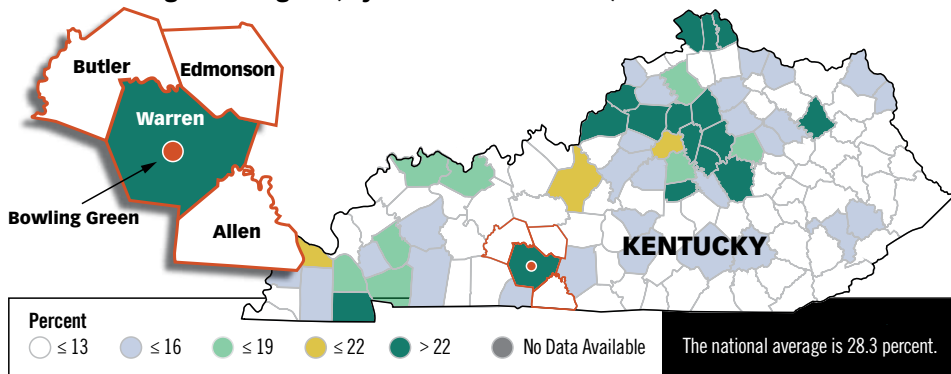 Butler
Edmonson
Warren
Bowling Green
Allen
KENTUCKY
Percent
≤ 13
≤ 16
≤ 19
≤ 22
> 22
No Data Available
The national average is 28.3 percent.